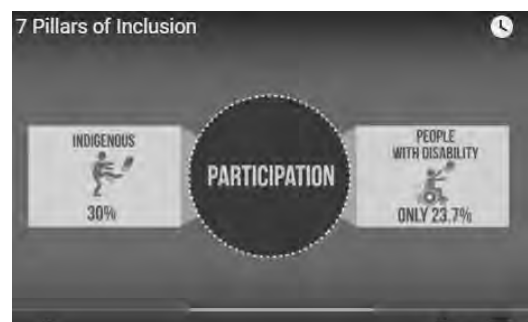 7 Pillars of Inclusion
INDIGENOUS
30%
PARTICIPATION
PEOPLE
WITH DISABILITY
ONLY 23.7%